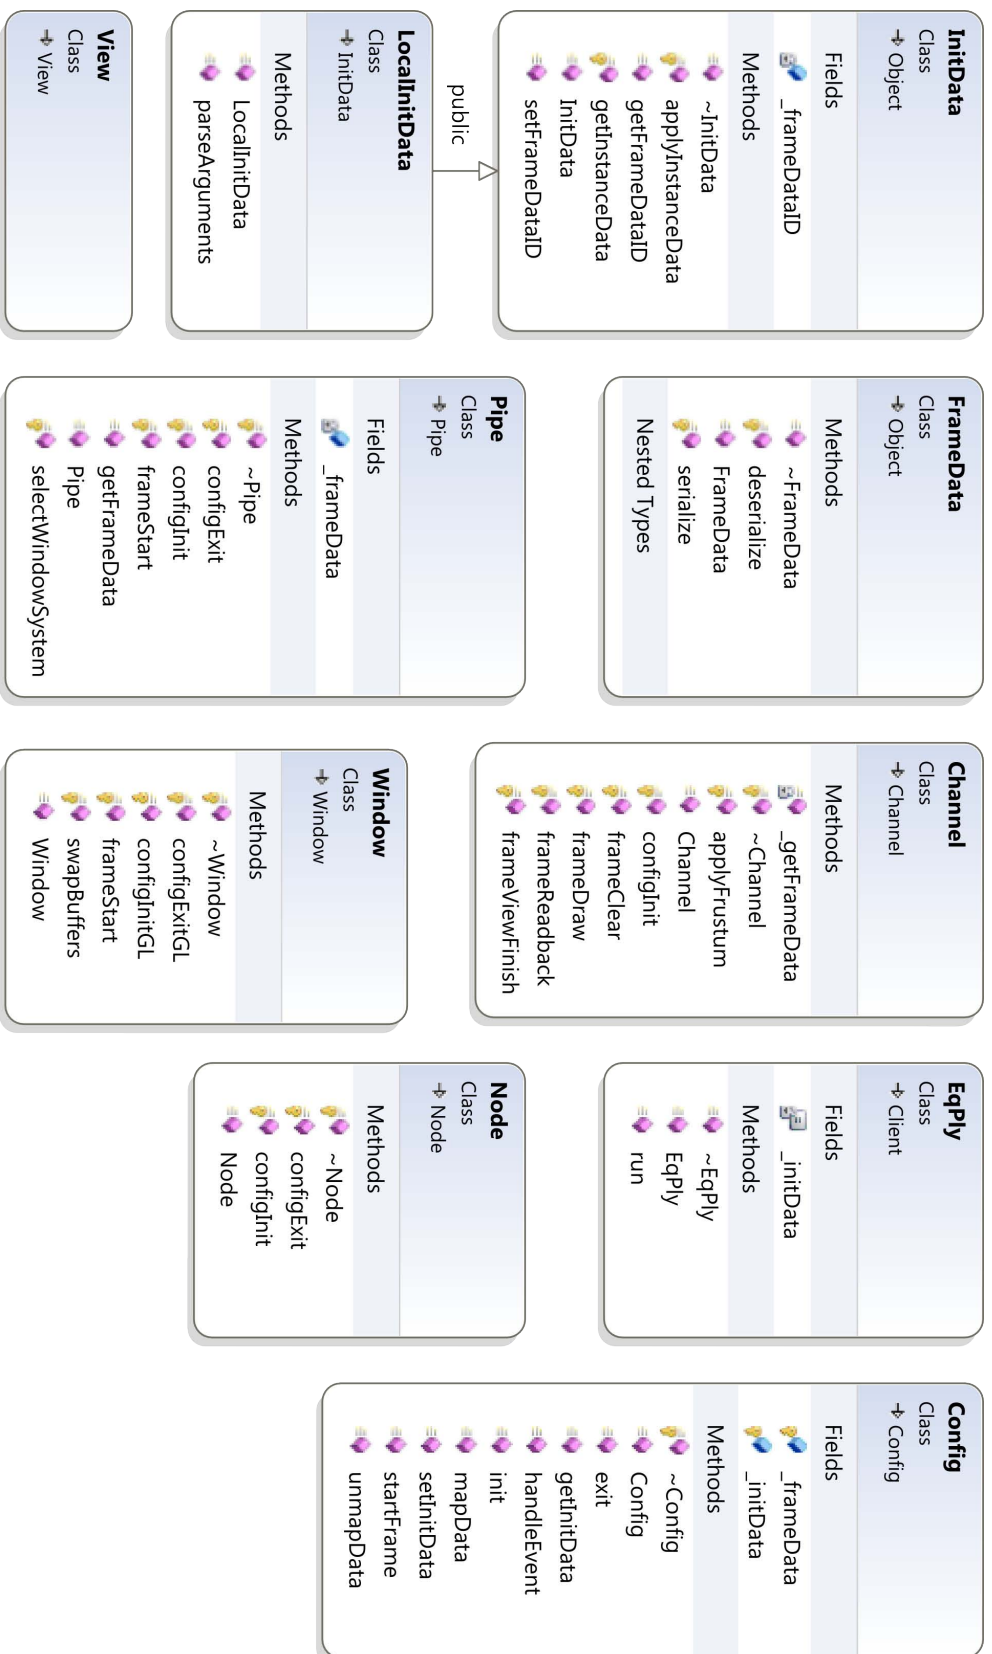 InitData
Class
Object
Fields
_frameDataID
Methods
~InitData
applyInstanceData
getFrameDataID
getInstanceData
InitData
setFrameDataID
public
LocalInitData
Class
InitData
Methods
LocalInitData
parseArguments
View
Class
View
FrameData
Class
Object
Methods
~FrameData
deserialize
FrameData
serialize
Nested Types
Pipe
Class
Pipe
Fields
_frameData
Methods
~Pipe
configExit
configInit
frameStart
getFrameData
Pipe
selectWindowSystem
Channel
Class
Channel
Methods
_getFrameData
~Channel
applyFrustum
Channel
configInit
frameClear
frameDraw
frameReadback
frameViewFinish
Window
Class
Window
Methods
~Window
configExitGL
configInitGL
frameStart
swapBuffers
Window
EqPly
Class
Client
Fields
_initData
Methods
~EqPly
EqPly
run
Node
Class
Node
Methods
~Node
configExit
configInit
Node
Config
Class
Config
Fields
_frameData
_initData
Methods
~Config
Config
exit
getInitData
handleEvent
init
mapData
setInitData
startFrame
unmapData